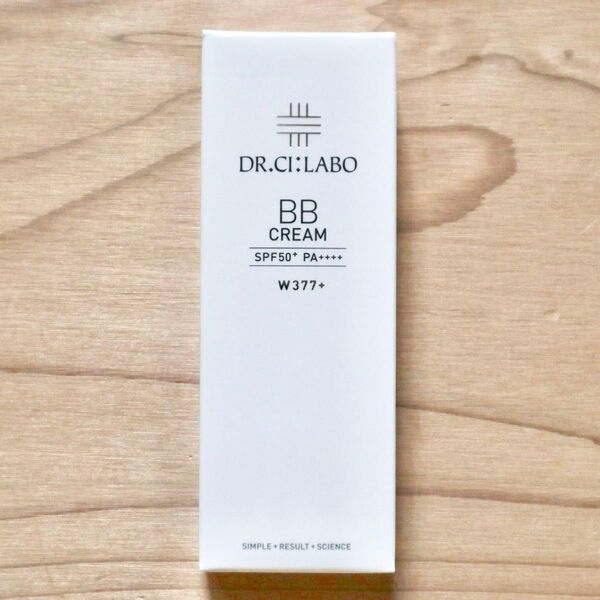 DR.CI:LABO
BB
CREAM
SPF50+ PA++++
W377+
SIMPLE+RESULT+SCIENCE